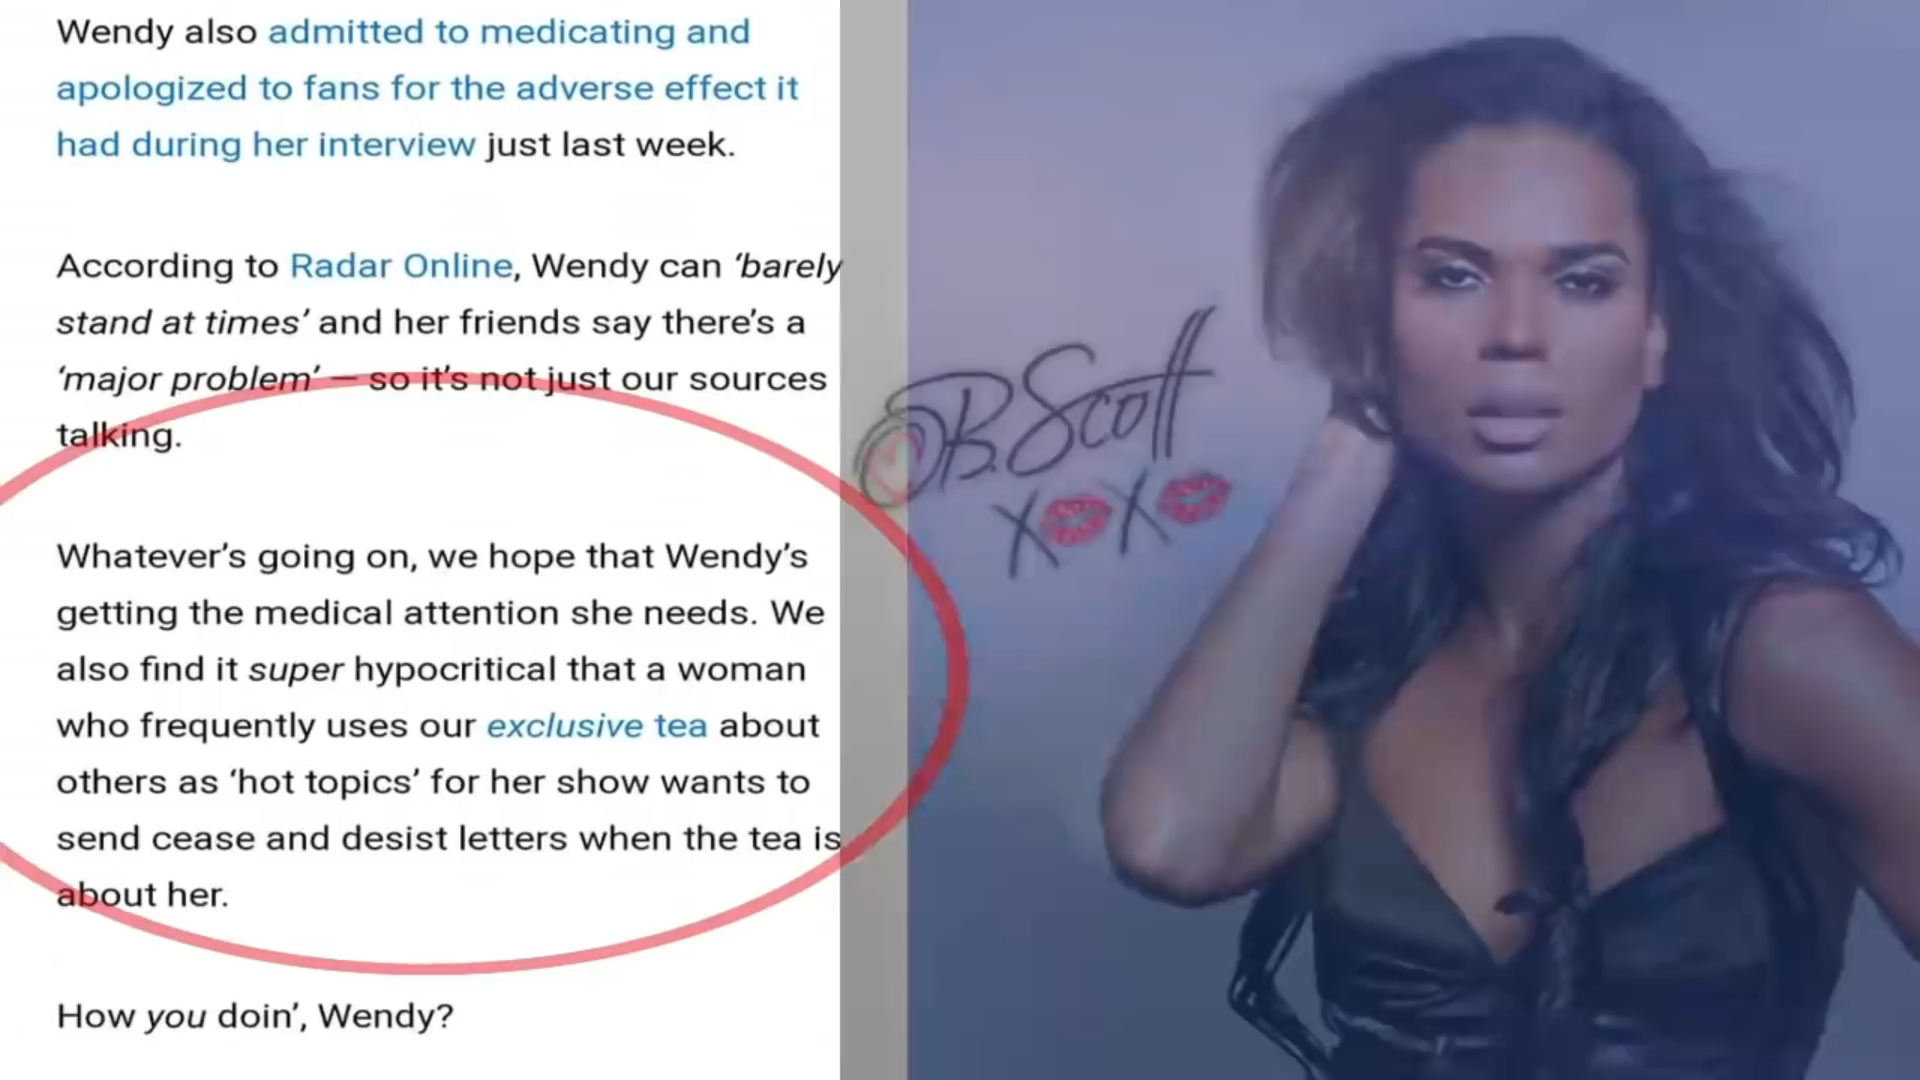 Wendy also admitted to medicating and
apologized to fans for the adverse effect it
had during her interview just last week.
According to Radar Online, Wendy can ‘barely
stand at times’ and her friends say there’s a
‘major problem’ – so it’s not just our sources
talking.
Whatever’s going on, we hope that Wendy’s
getting the medical attention she needs. We
also find it super hypocritical that a woman
who frequently uses our exclusive tea about
others as ‘hot topics’ for her show wants to
send cease and desist letters when the tea is
about her.
How you doin’, Wendy?
B. Scott
XOXO